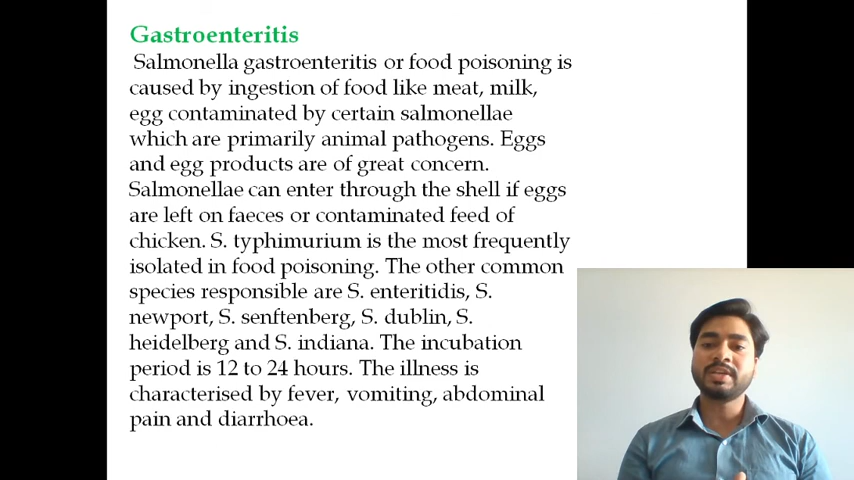 Gastroenteritis
Salmonella gastroenteritis or food poisoning is
caused by ingestion of food like meat, milk,
egg contaminated by certain salmonellae
which are primarily animal pathogens. Eggs
and egg products are of great concern.
Salmonellae can enter through the shell if eggs
are left on faeces or contaminated feed of
chicken. S. typhimurium is the most frequently
isolated in food poisoning. The other common
species responsible are S. enteritidis, S.
newport, S. senftenberg, S. dublin, S.
heidelberg and S. indiana. The incubation
period is 12 to 24 hours. The illness is
characterised by fever, vomiting, abdominal
pain and diarrhoea.